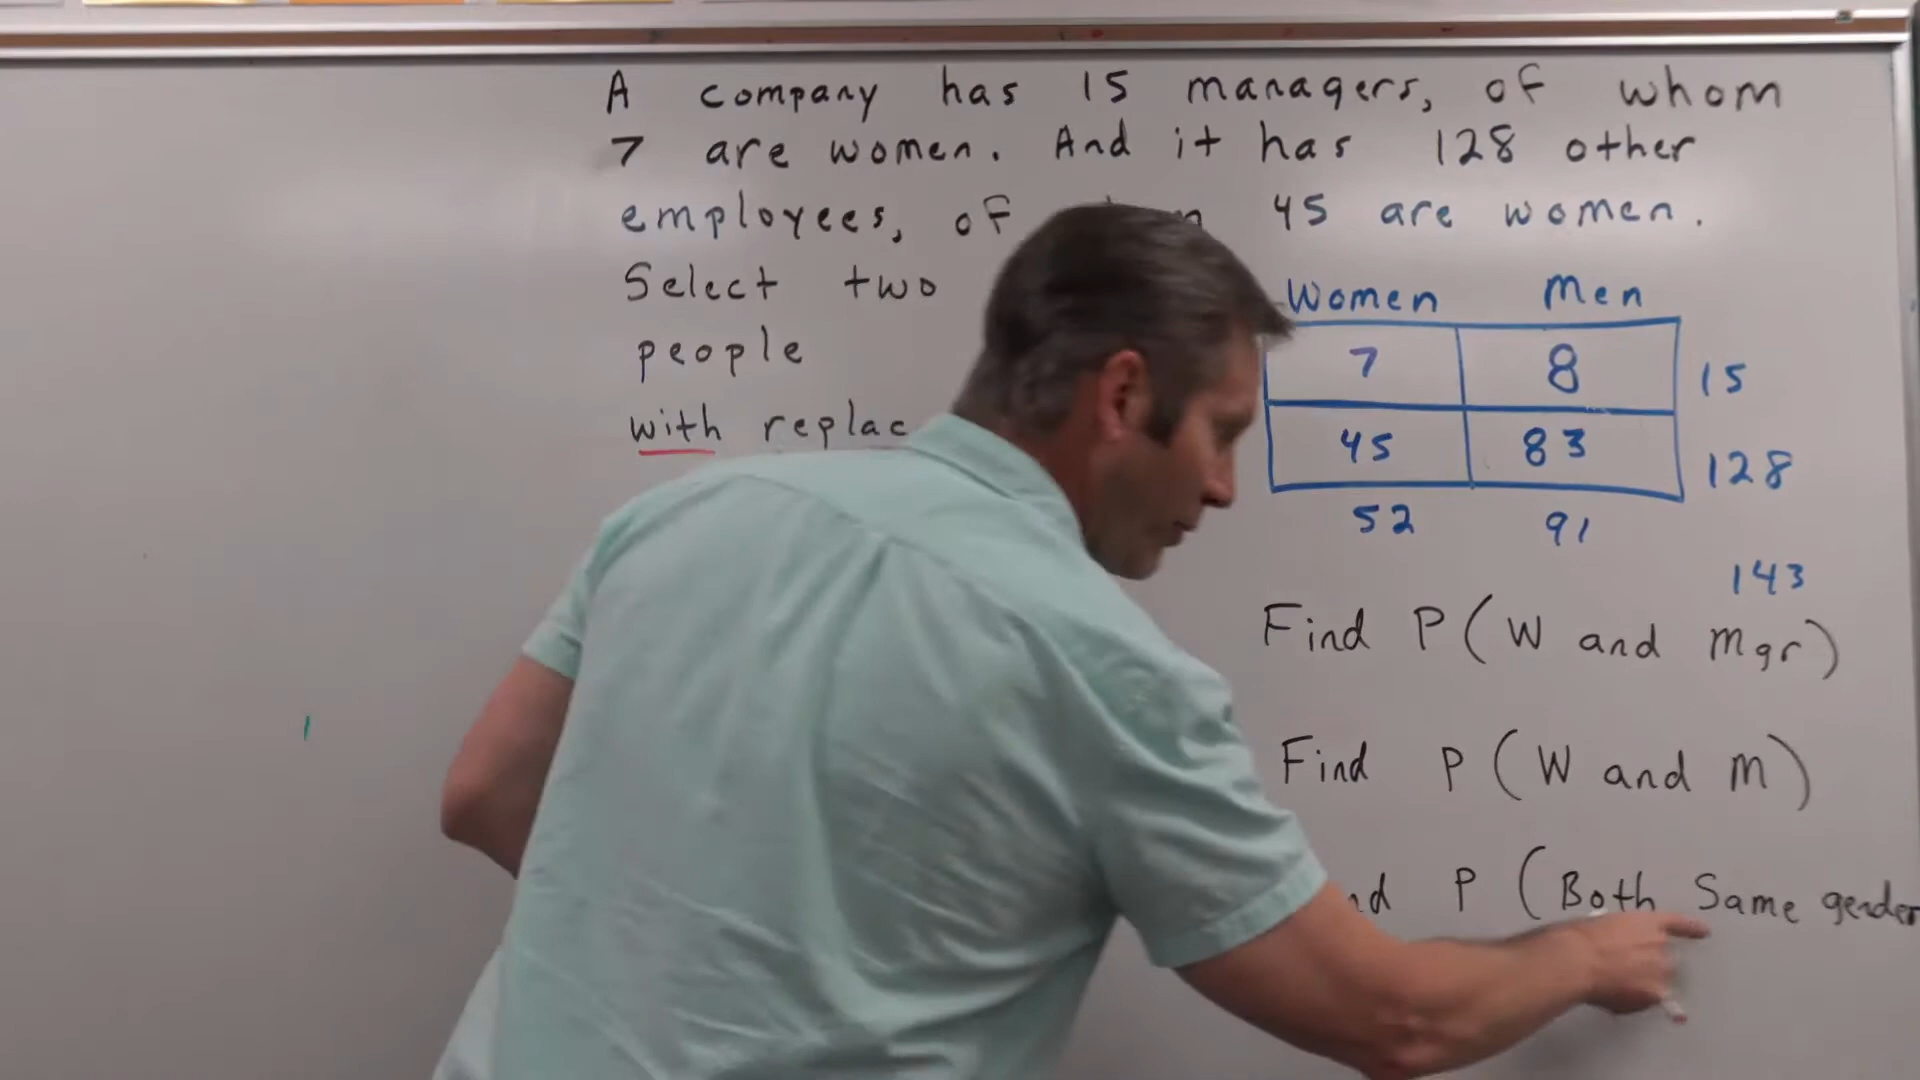 A company has 15 managers, of whom
7 are women. And it has 128 other
employees, of 45 are women.
Select two
people
with replac
Women Men
7 8 15
45 83 128
52 91
143
Find P(W and Mgr)
Find P(W and M)
nd P (Both Same gender